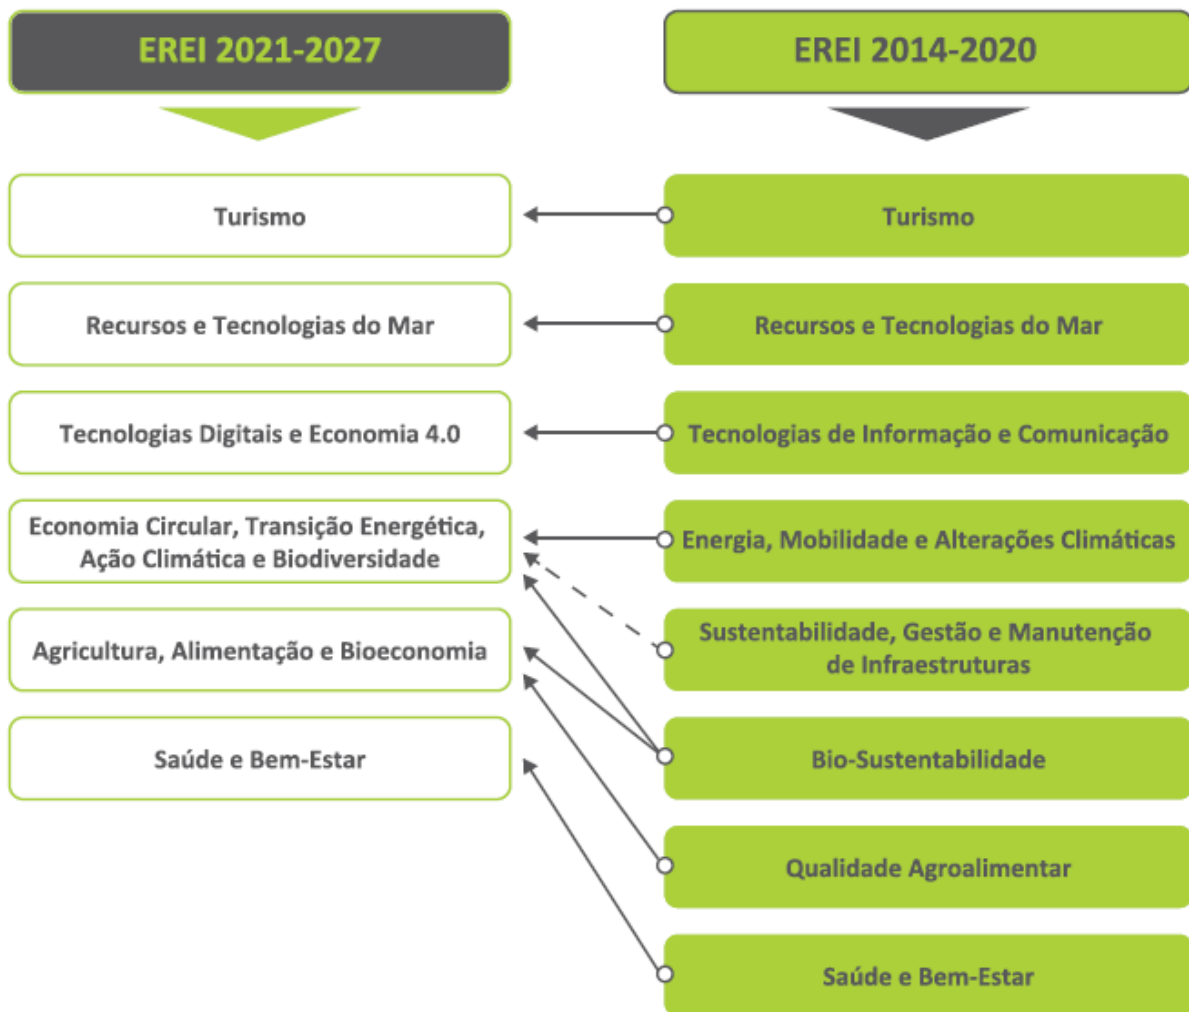 EREI 2021-2027
EREI 2014-2020
Turismo
Turismo
Recursos e Tecnologias do Mar
Recursos e Tecnologias do Mar
Tecnologias Digitais e Economia 4.0
Tecnologias de Informação e Comunicação
Economia Circular, Transição Energética,
Ação Climática e Biodiversidade
Energia, Mobilidade e Alterações Climáticas
Agricultura, Alimentação e Bioeconomia
Sustentabilidade, Gestão e Manutenção
de Infraestruturas
Saúde e Bem-Estar
Bio-Sustentabilidade
Qualidade Agroalimentar
Saúde e Bem-Estar